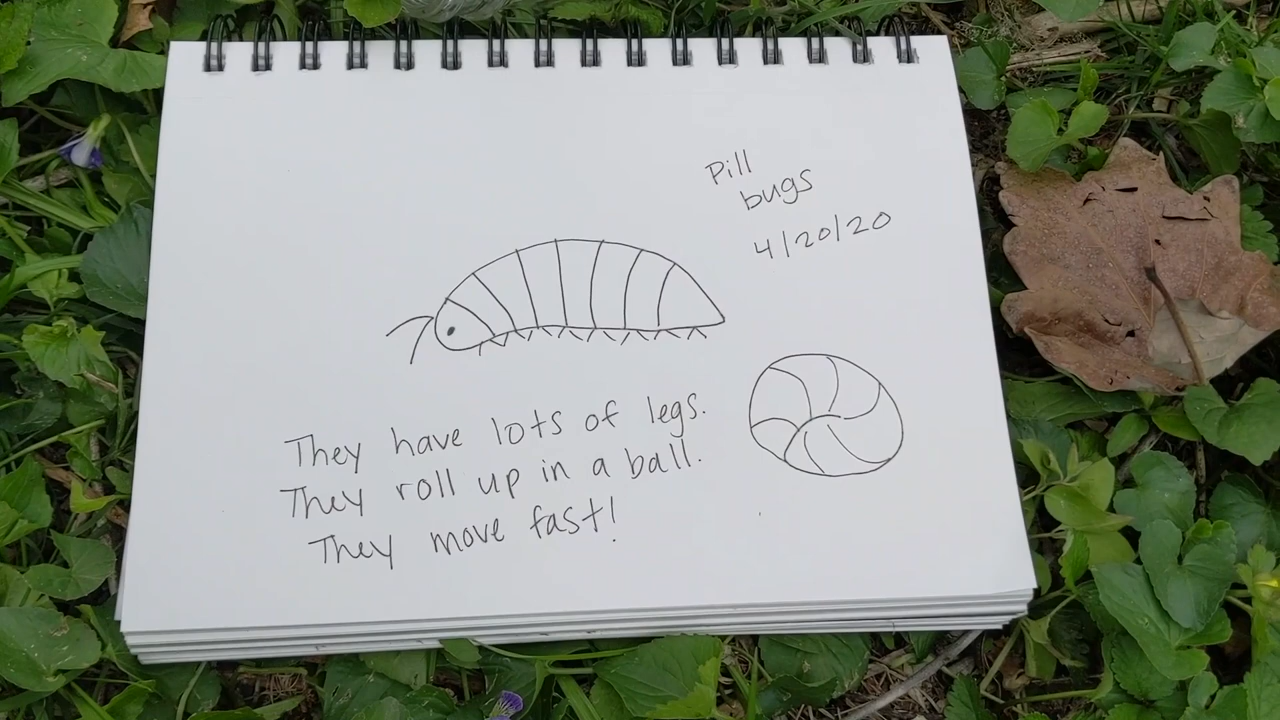 Pill
bugs
4/20/20
They have lots of legs.
They roll up in a ball.
They move fast!